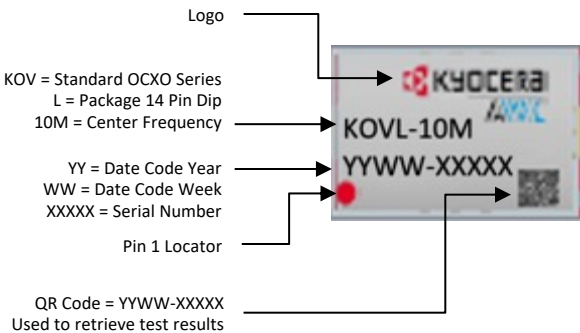 Logo
KOV = Standard OCXO Series
L = Package 14 Pin Dip
10M = Center Frequency
YY = Date Code Year
WW = Date Code Week
XXXXX = Serial Number
Pin 1 Locator
QR Code = YYWW-XXXXX
Used to retrieve test results
KYOCERA
AVX
KOVL-10M
YYWW-XXXXX